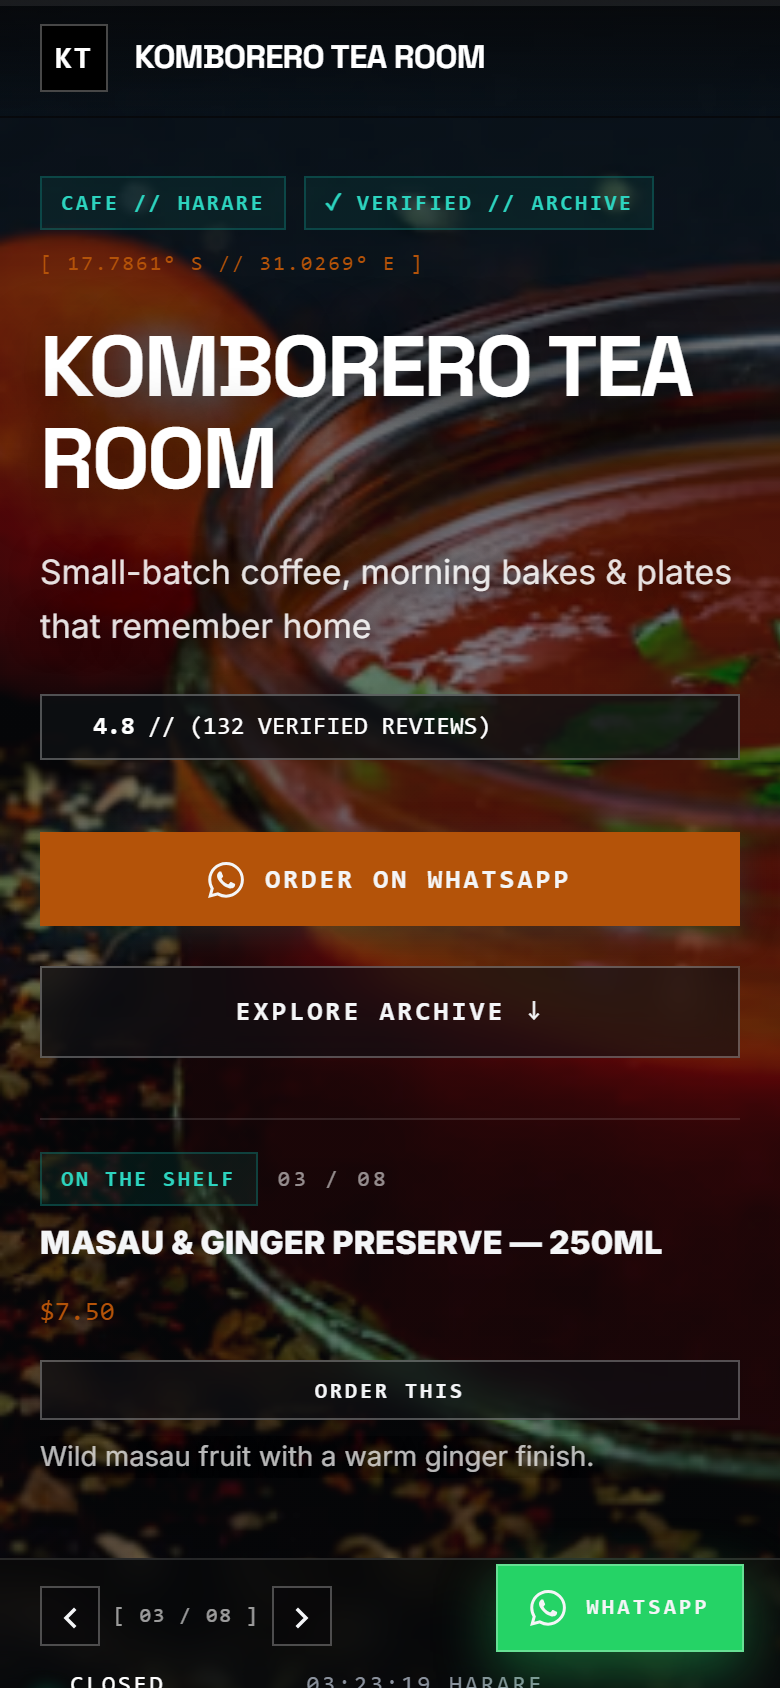 KT KOMBORERO TEA ROOM
CAFE // HARARE ✓ VERIFIED // ARCHIVE
[ 17.7861° S // 31.0269° E ]
KOMBORERO TEA
ROOM
Small-batch coffee, morning bakes & plates
that remember home
4.8 // (132 VERIFIED REVIEWS)
ORDER ON WHATSAPP
EXPLORE ARCHIVE ↓
ON THE SHELF 03 / 08
MASAU & GINGER PRESERVE — 250ML
$7.50
ORDER THIS
Wild masau fruit with a warm ginger finish.
[ 03 / 08 ] WHATSAPP
CLOSED 03:23:19 HARARE